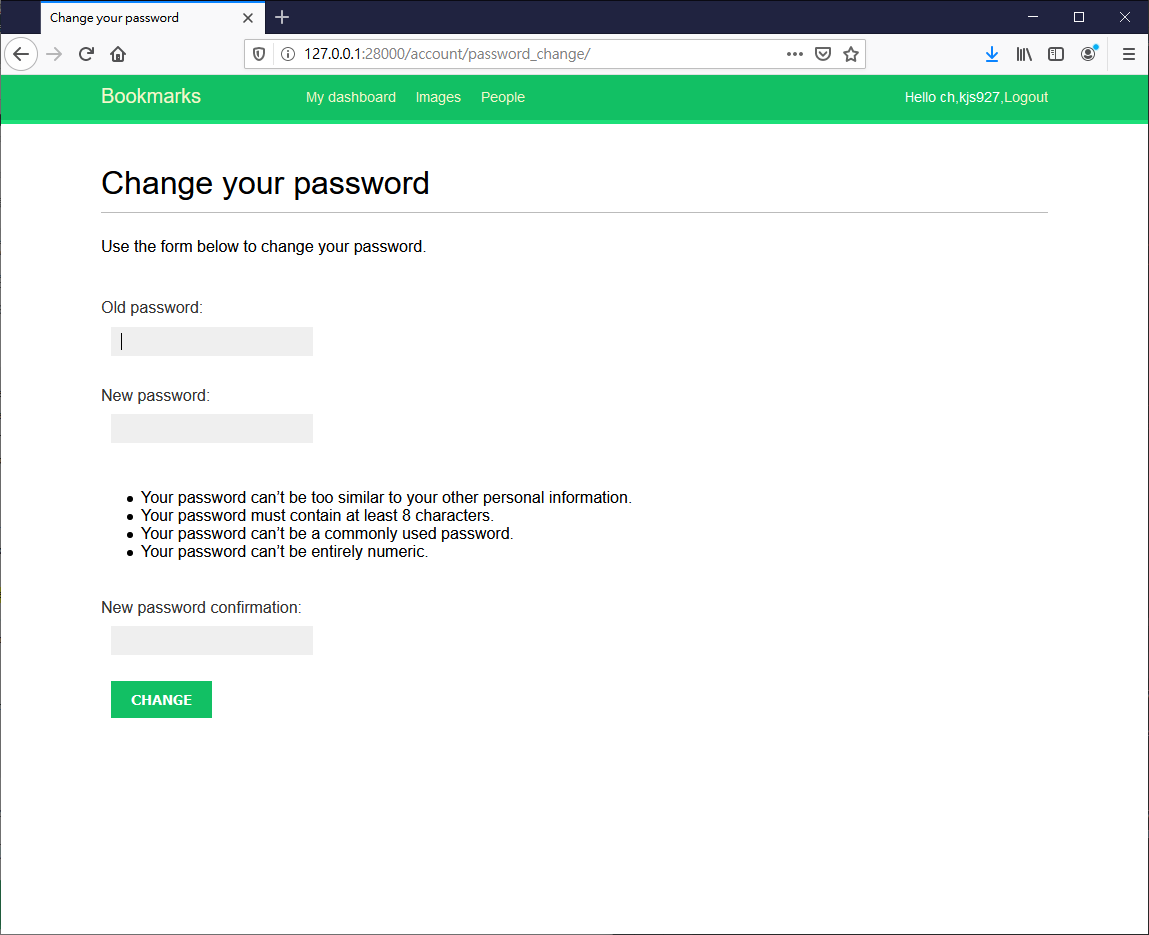 Change your password
127.0.0.1:28000/account/password_change/
Bookmarks My dashboard Images People Hello ch,kjs927,Logout
Change your password
Use the form below to change your password.
Old password:
New password:
Your password can’t be too similar to your other personal information.
Your password must contain at least 8 characters.
Your password can’t be a commonly used password.
Your password can’t be entirely numeric.
New password confirmation:
CHANGE